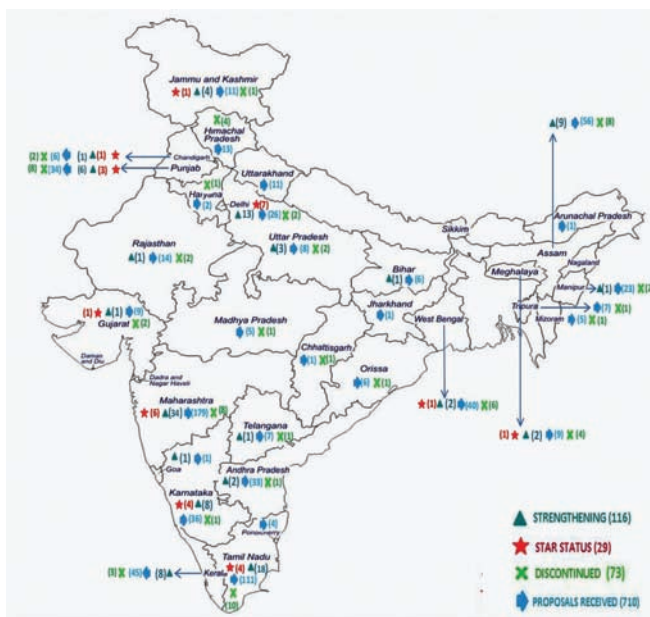 Jammu and Kashmir
(1) (4) (11) (1)
(4)
Himachal
Pradesh
(13)
(9) (56) (8)
(2) (6) (1) (1)
Chandigarh
(8) (34) (6) (3)
Punjab
Uttarakhand
(11)
(1)
Haryana
(2)
Delhi (7)
13) (26) (2)
Arunachal Pradesh
(1)
Rajasthan
(1) (14) (2)
Uttar Pradesh
(3) (8) (2)
Sikkim
Assam
Nagaland
Bihar
(1) (6)
Meghalaya
Manipur (1) (23) (2
(1) (1) (9)
Gujarat (2)
Madhya Pradesh
(5) (1)
Jharkhand
(1)
West Bengal
Tripura (7) (1)
Mizoram (5) (1)
Daman
and Diu
Chhattisgarh
(1) (1)
Dadra and
Nagar Haveli
Orissa
(6) (1)
Maharashtra
(6) (34) (179) (8)
(1) (2) (40) (6)
Telangana
(1) (7) (1)
(1) (2) (9) (4)
(1) (1)
Goa
Andhra Pradesh
(2) (33) (1)
Karnataka
(4) (8)
(36) (1)
(4)
Tamil Nadu
(4) (18)
(111)
(10)
(3) (45) (8)
STRENGTHENING (116)
STAR STATUS (29)
DISCONTINUED (73)
PROPOSALS RECEIVED (710)